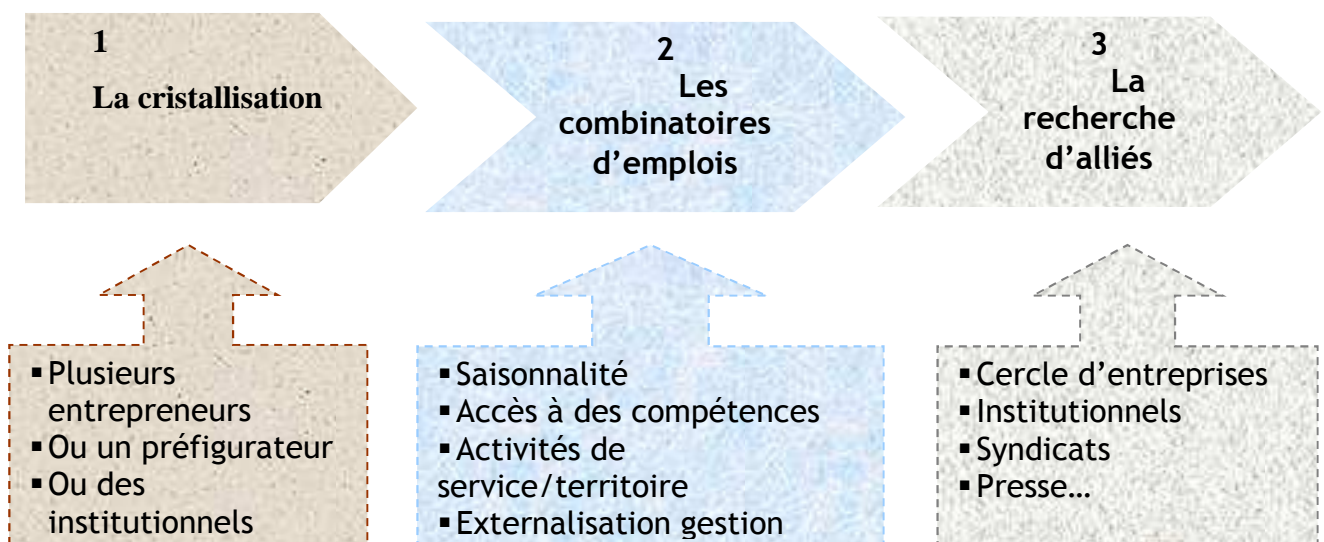 1
La cristallisation
2
Les
combinatoires
d’emplois
3
La
recherche
d’alliés
▪Plusieurs
entrepreneurs
▪Ou un préfigurateur
▪Ou des
institutionnels
▪Saisonnalité
▪Accès à des compétences
▪Activités de
service/territoire
▪Externalisation gestion
▪Cercle d’entreprises
▪Institutionnels
▪Syndicats
▪Presse…